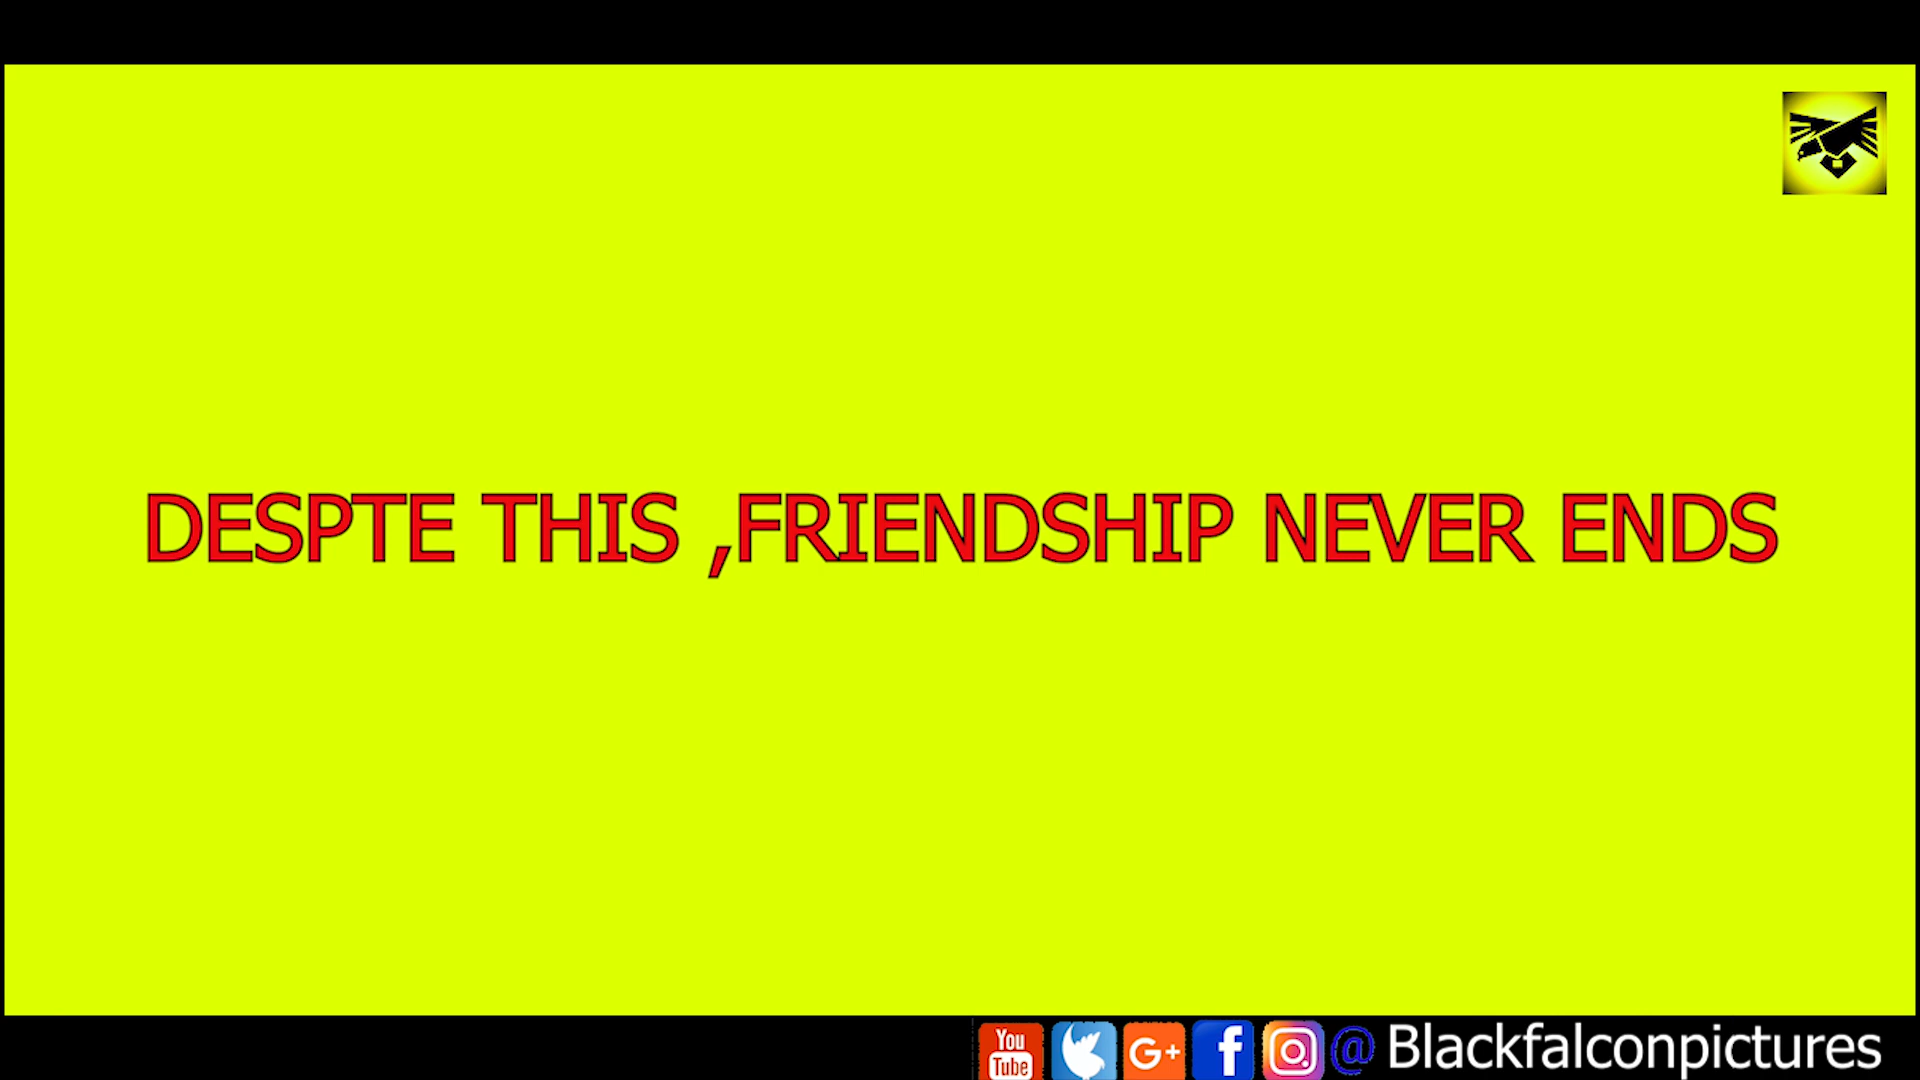 DESPTE THIS ,FRIENDSHIP NEVER ENDS
You
Tube
G+
f
@ Blackfalconpictures